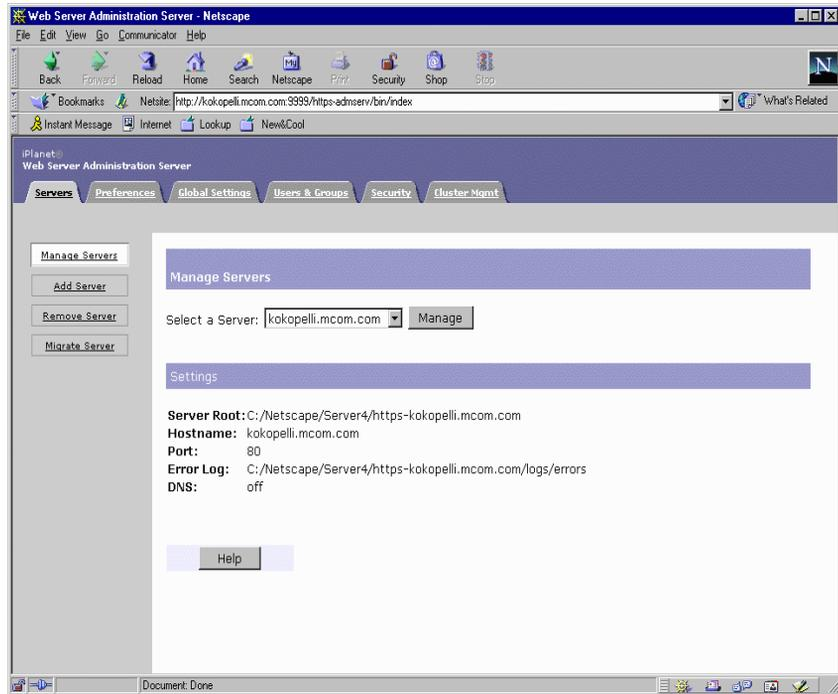 Web Server Administration Server - Netscape
File Edit View Go Communicator Help
Back Forward Reload Home Search Netscape Print Security Shop Stop
My
N
Bookmarks Netsite: http://kokopelli.mcom.com:9999/https-admserv/bin/index What's Related
Instant Message Internet Lookup New&Cool
iPlanet®
Web Server Administration Server
Servers Preferences Global Settings Users & Groups Security Cluster Mgmt
Manage Servers
Add Server
Remove Server
Migrate Server
Manage Servers
Select a Server: kokopelli.mcom.com Manage
Settings
Server Root: C:/Netscape/Server4/https-kokopelli.mcom.com
Hostname: kokopelli.mcom.com
Port: 80
Error Log: C:/Netscape/Server4/https-kokopelli.mcom.com/logs/errors
DNS: off
Help
Document: Done